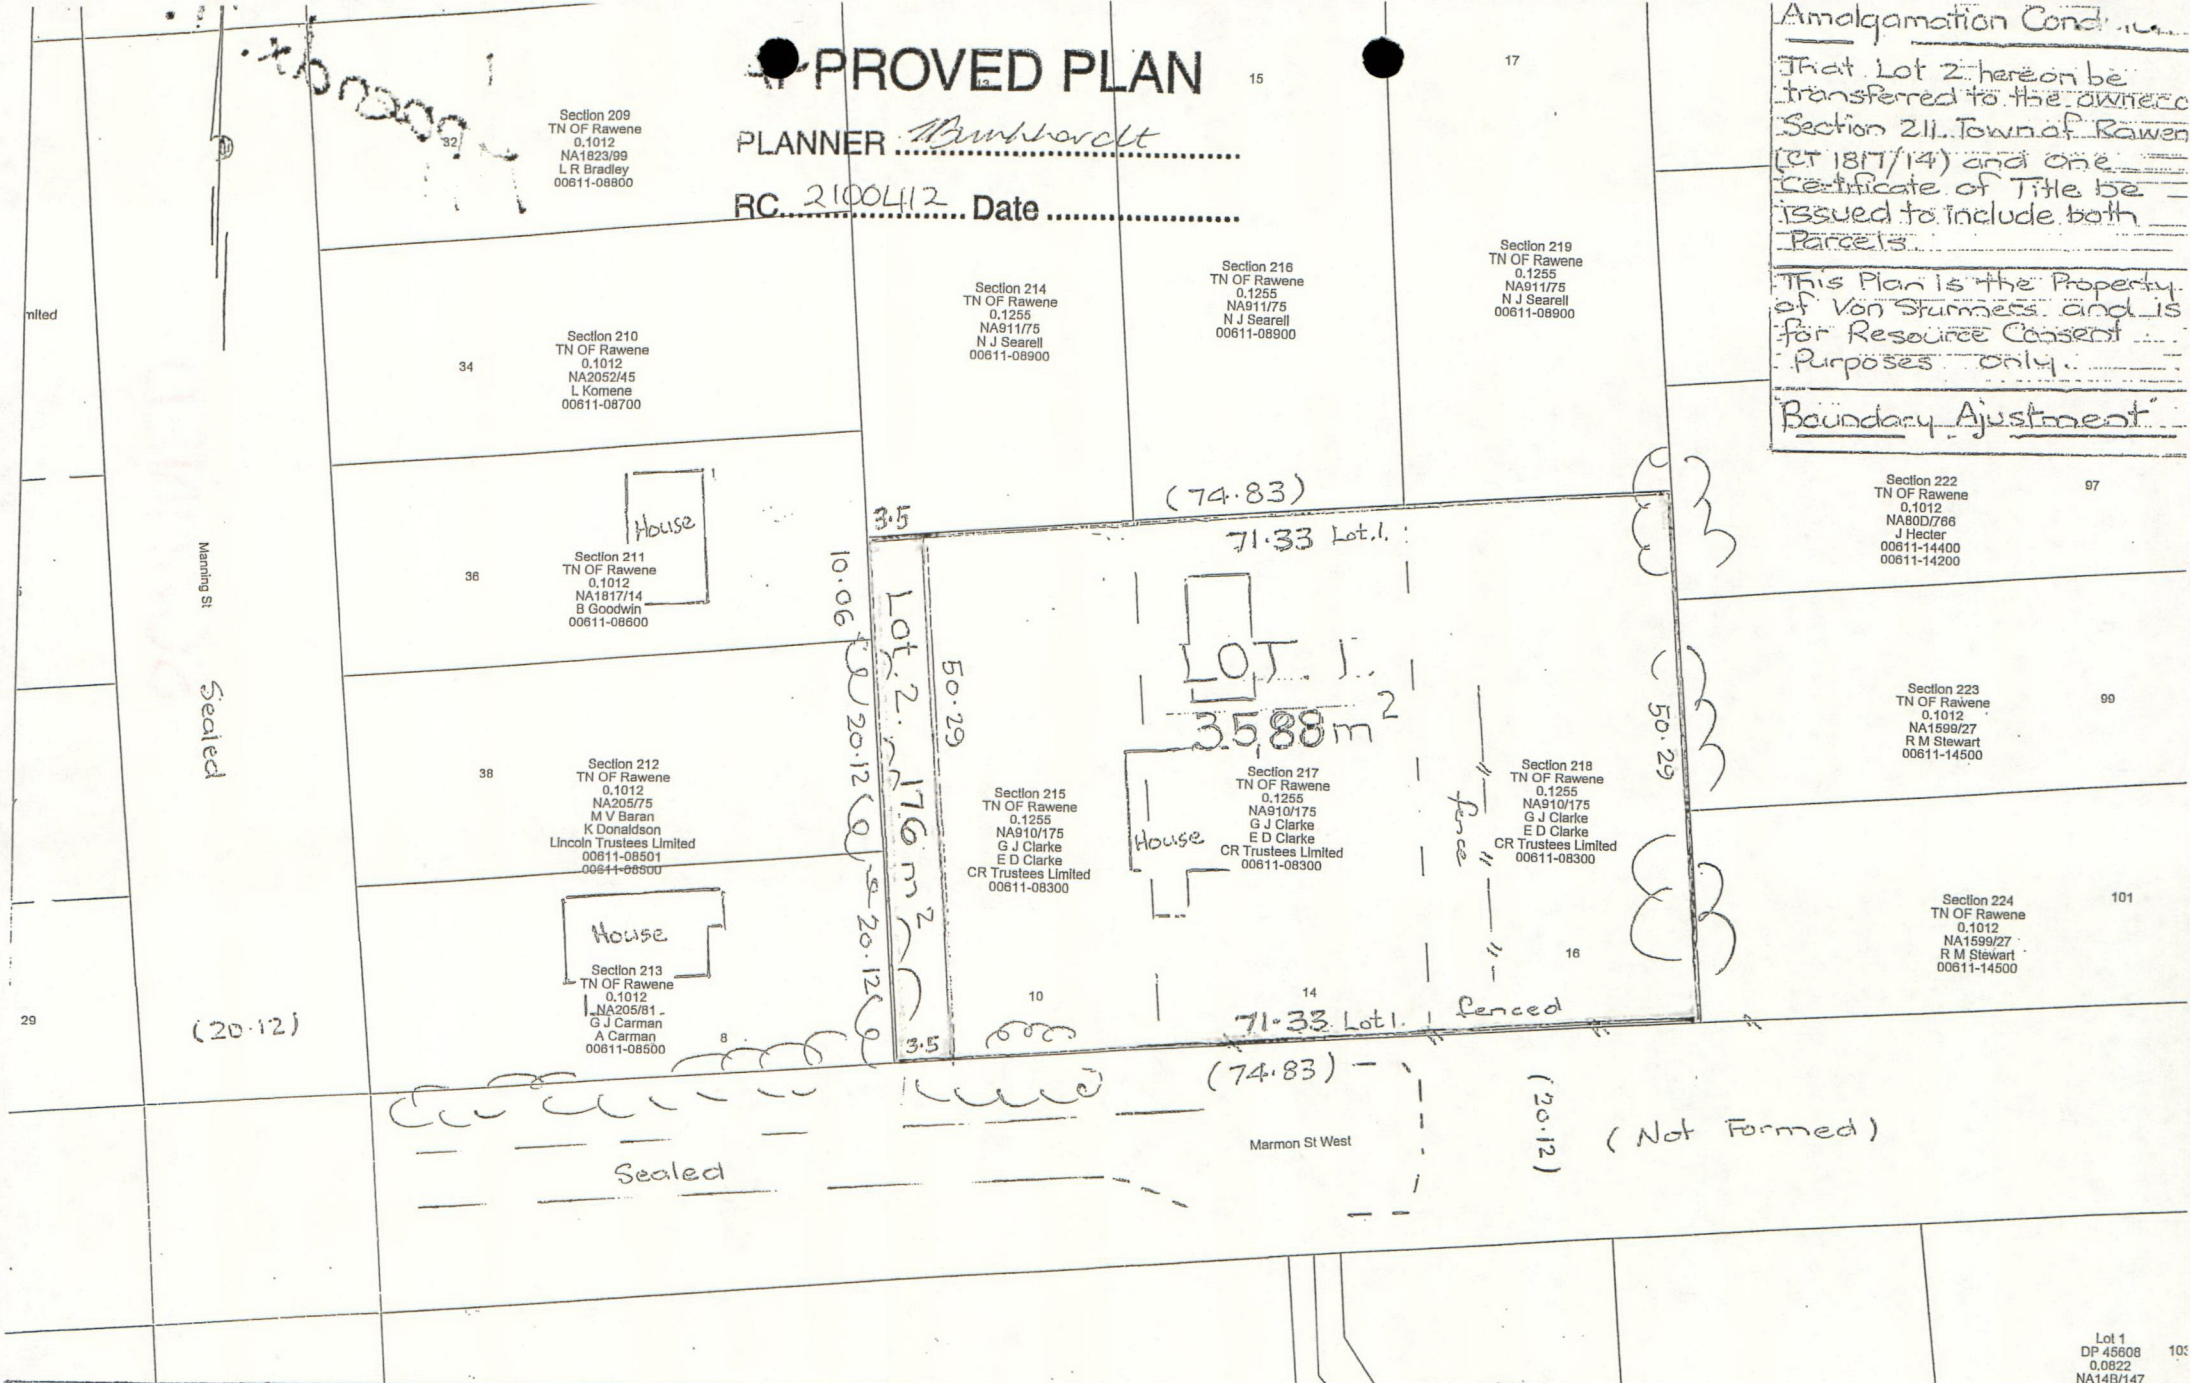 PROVED PLAN
PLANNER
RC. 2100412 Date
Amalgamation
That Lot 2 hereon be
transferred to the
Section 211 Town of
(CT 1817/14) and one
Certificate of Title be
issued to include both
Parcels.
This Plan is the Property
of Von Sturmers and is
for Resource Consent
Purposes only.
"Boundary Ajustment"
13
15
17
32
Section 209
TN OF Rawene
0.1012
NA1823/99
L R Bradley
00611-08800
34
Section 210
TN OF Rawene
0.1012
NA2052/45
L Komene
00611-08700
Section 214
TN OF Rawene
0.1255
NA911/75
N J Searell
00611-08900
Section 216
TN OF Rawene
0.1255
NA911/75
N J Searell
00611-08900
Section 219
TN OF Rawene
0.1255
NA911/75
N J Searell
00611-08900
mited
Manning St
Sealed
(20.12)
29
House
36
Section 211
TN OF Rawene
0.1012
NA1817/14
B Goodwin
00611-08600
38
Section 212
TN OF Rawene
0.1012
NA205/75
M V Baran
K Donaldson
Lincoln Trustees Limited
00611-08501
00611-08500
House
Section 213
TN OF Rawene
0.1012
NA205/81
G J Carman
A Carman
00611-08500
8
3.5
(74.83)
71.33 Lot.1.
10.06
20.12
20.12
Lot 2. 176 m²
50.29
3.5
LOT 1.
3588m²
Section 215
TN OF Rawene
0.1255
NA910/175
G J Clarke
E D Clarke
CR Trustees Limited
00611-08300
10
House
Section 217
TN OF Rawene
0.1255
NA910/175
G J Clarke
E D Clarke
CR Trustees Limited
00611-08300
14
fence
Section 218
TN OF Rawene
0.1255
NA910/175
G J Clarke
E D Clarke
CR Trustees Limited
00611-08300
16
50.29
71.33 Lot 1.
fenced
(74.83)
Section 222
TN OF Rawene
0.1012
NA80D/766
J Hecter
00611-14400
00611-14200
97
Section 223
TN OF Rawene
0.1012
NA1599/27
R M Stewart
00611-14500
99
Section 224
TN OF Rawene
0.1012
NA1599/27
R M Stewart
00611-14500
101
Sealed
Marmon St West
(20.12)
(Not Formed)
Lot 1
DP 45608
0.0822
NA14B/147